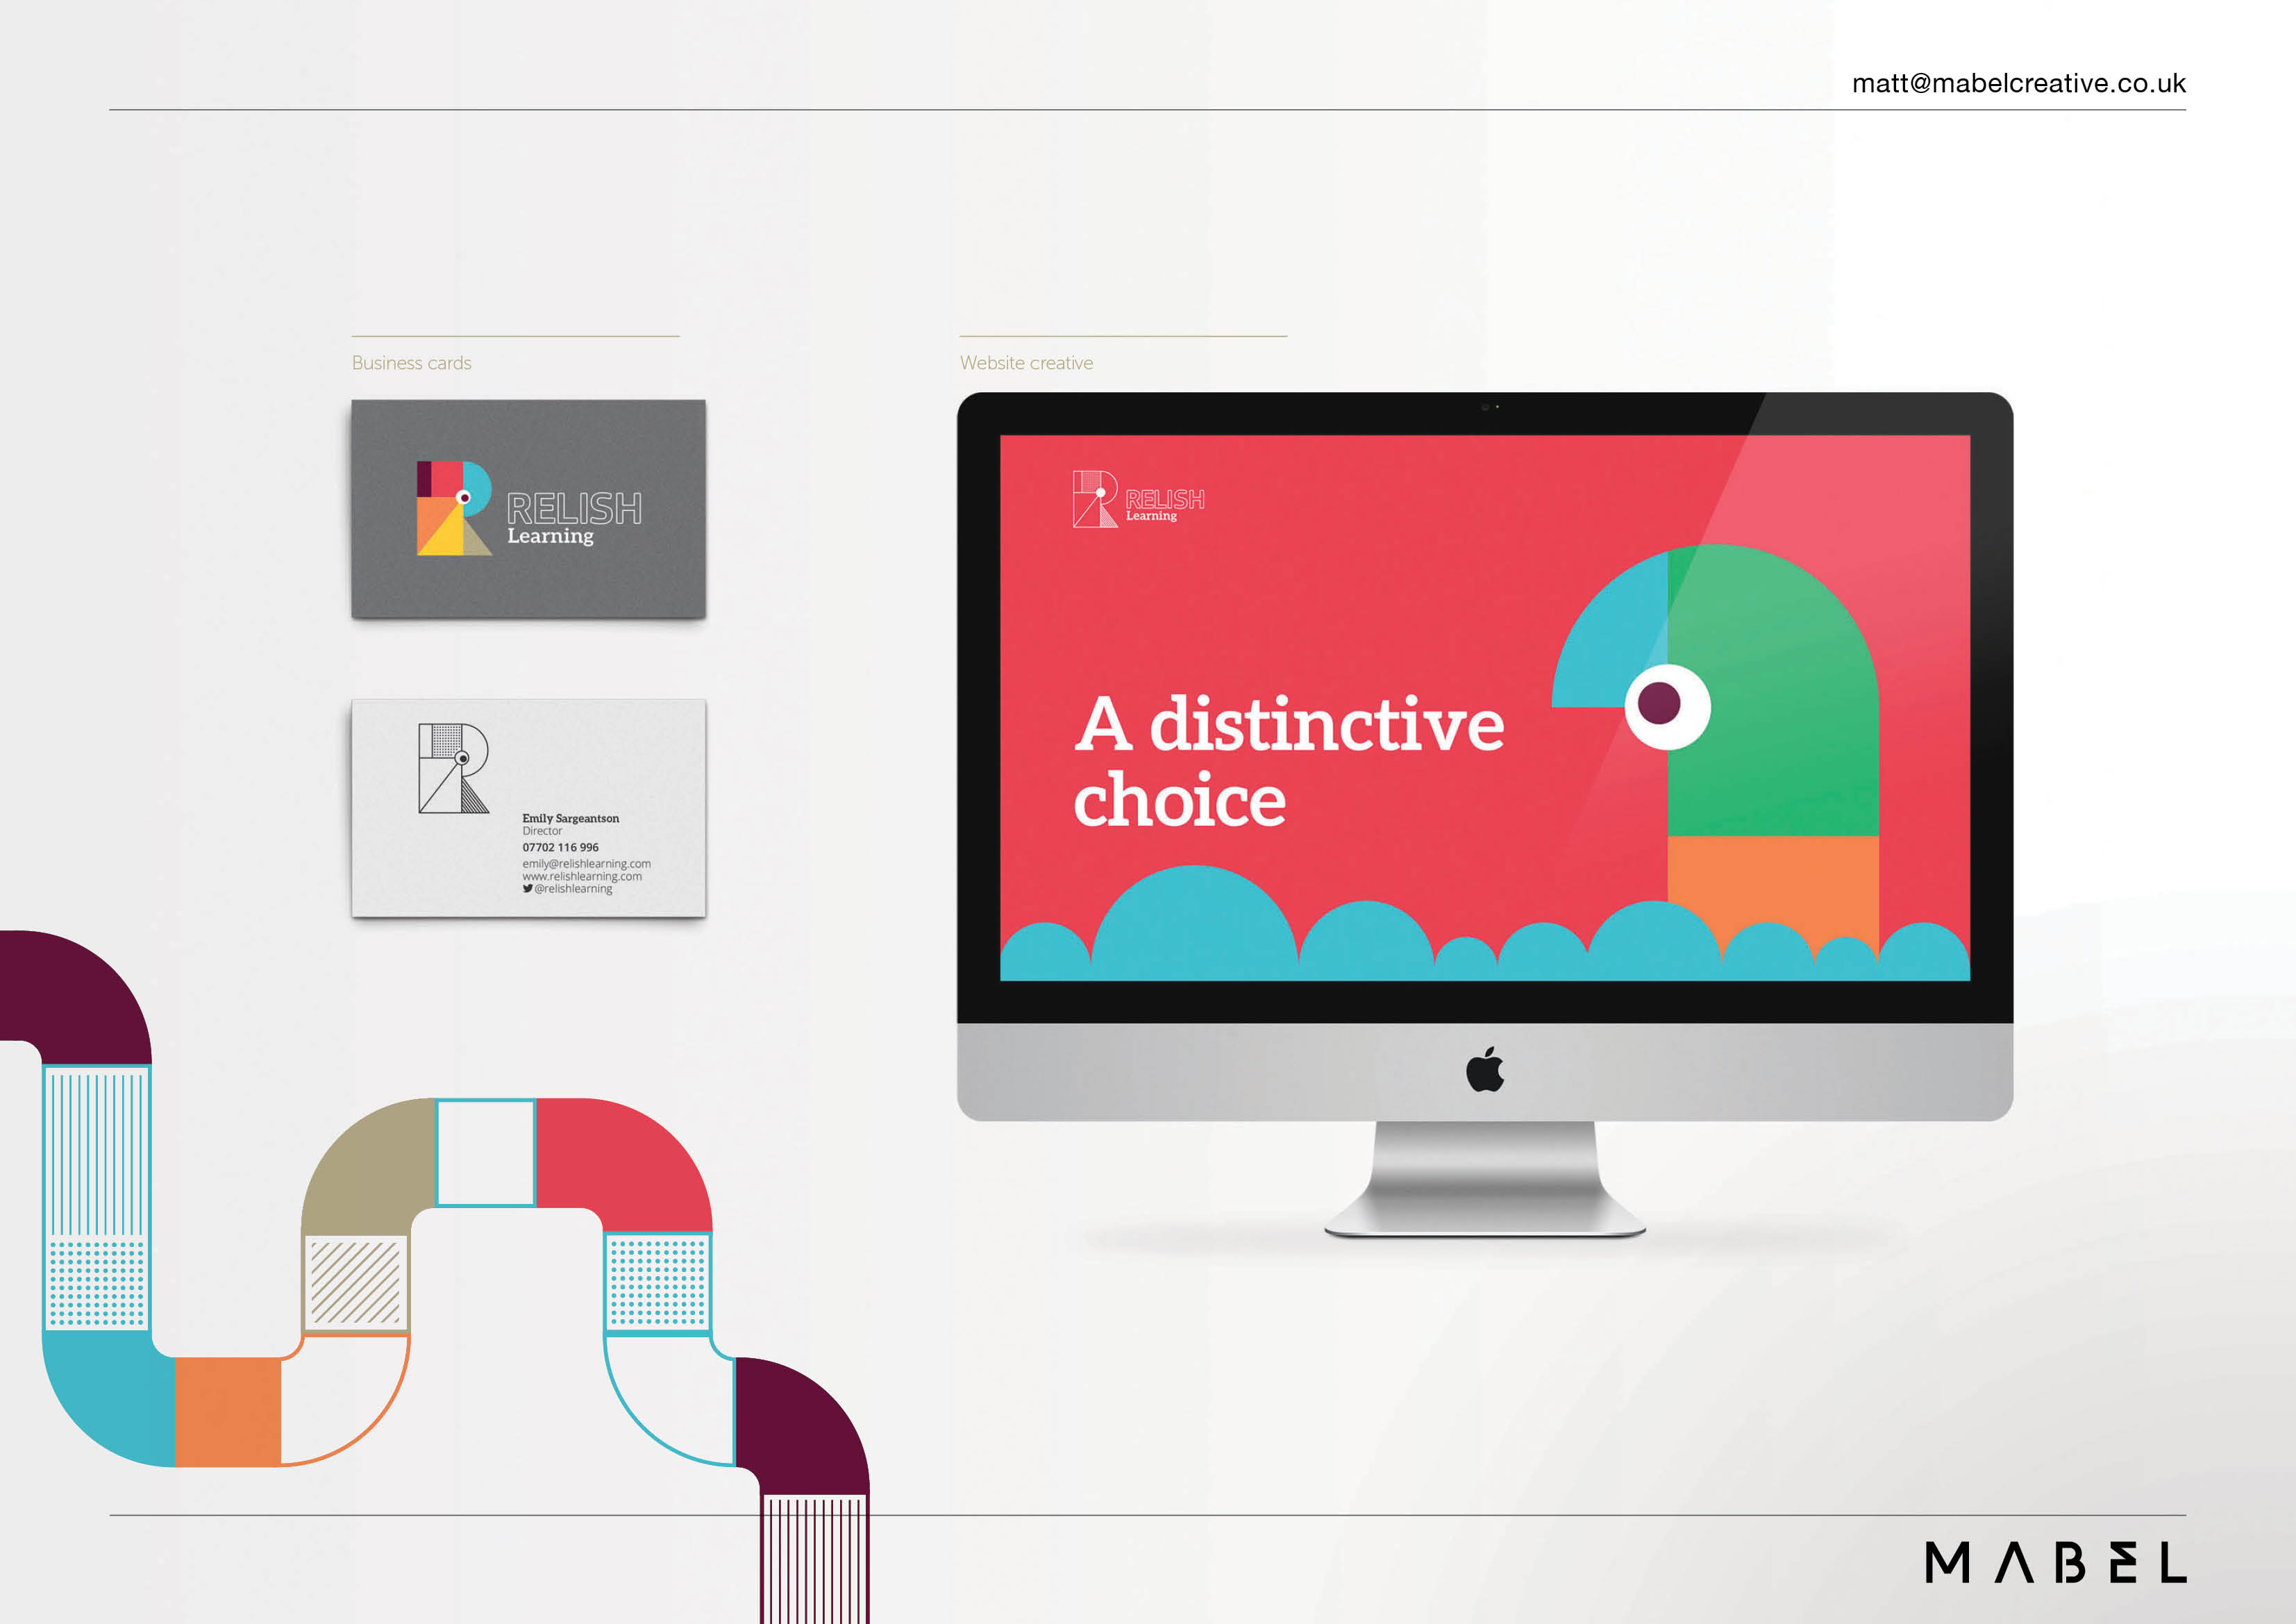 matt@mabelcreative.co.uk
Business cards
RELISH
Learning
Emily Sargeantson
Director
07702 116 996
emily@relishlearning.com
www.relishlearning.com
@relishlearning
Website creative
RELISH
Learning
A distinctive
choice
MABEL